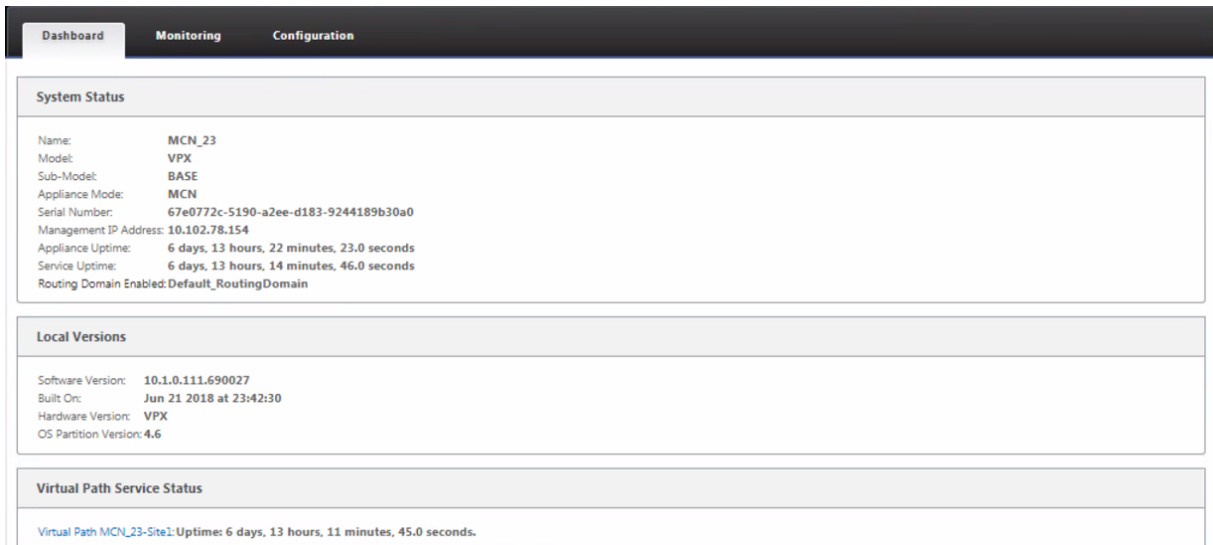 Dashboard Monitoring Configuration
System Status
Name: MCN_23
Model: VPX
Sub-Model: BASE
Appliance Mode: MCN
Serial Number: 67e0772c-5190-a2ee-d183-9244189b30a0
Management IP Address: 10.102.78.154
Appliance Uptime: 6 days, 13 hours, 22 minutes, 23.0 seconds
Service Uptime: 6 days, 13 hours, 14 minutes, 46.0 seconds
Routing Domain Enabled: Default_RoutingDomain
Local Versions
Software Version: 10.1.0.111.690027
Built On: Jun 21 2018 at 23:42:30
Hardware Version: VPX
OS Partition Version: 4.6
Virtual Path Service Status
Virtual Path MCN_23-Site1: Uptime: 6 days, 13 hours, 11 minutes, 45.0 seconds.